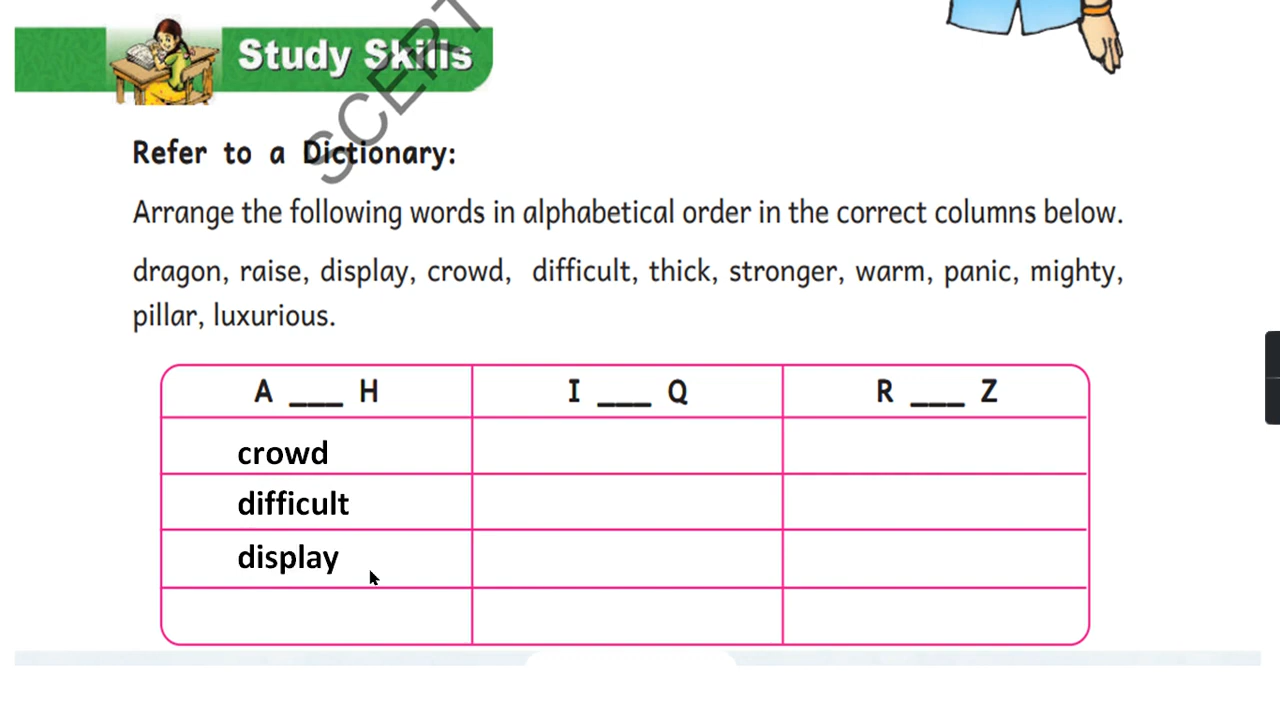 Study Skills
SCERT
Refer to a Dictionary:
Arrange the following words in alphabetical order in the correct columns below.
dragon, raise, display, crowd, difficult, thick, stronger, warm, panic, mighty,
pillar, luxurious.
A ___ H I ___ Q R ___ Z
crowd
difficult
display